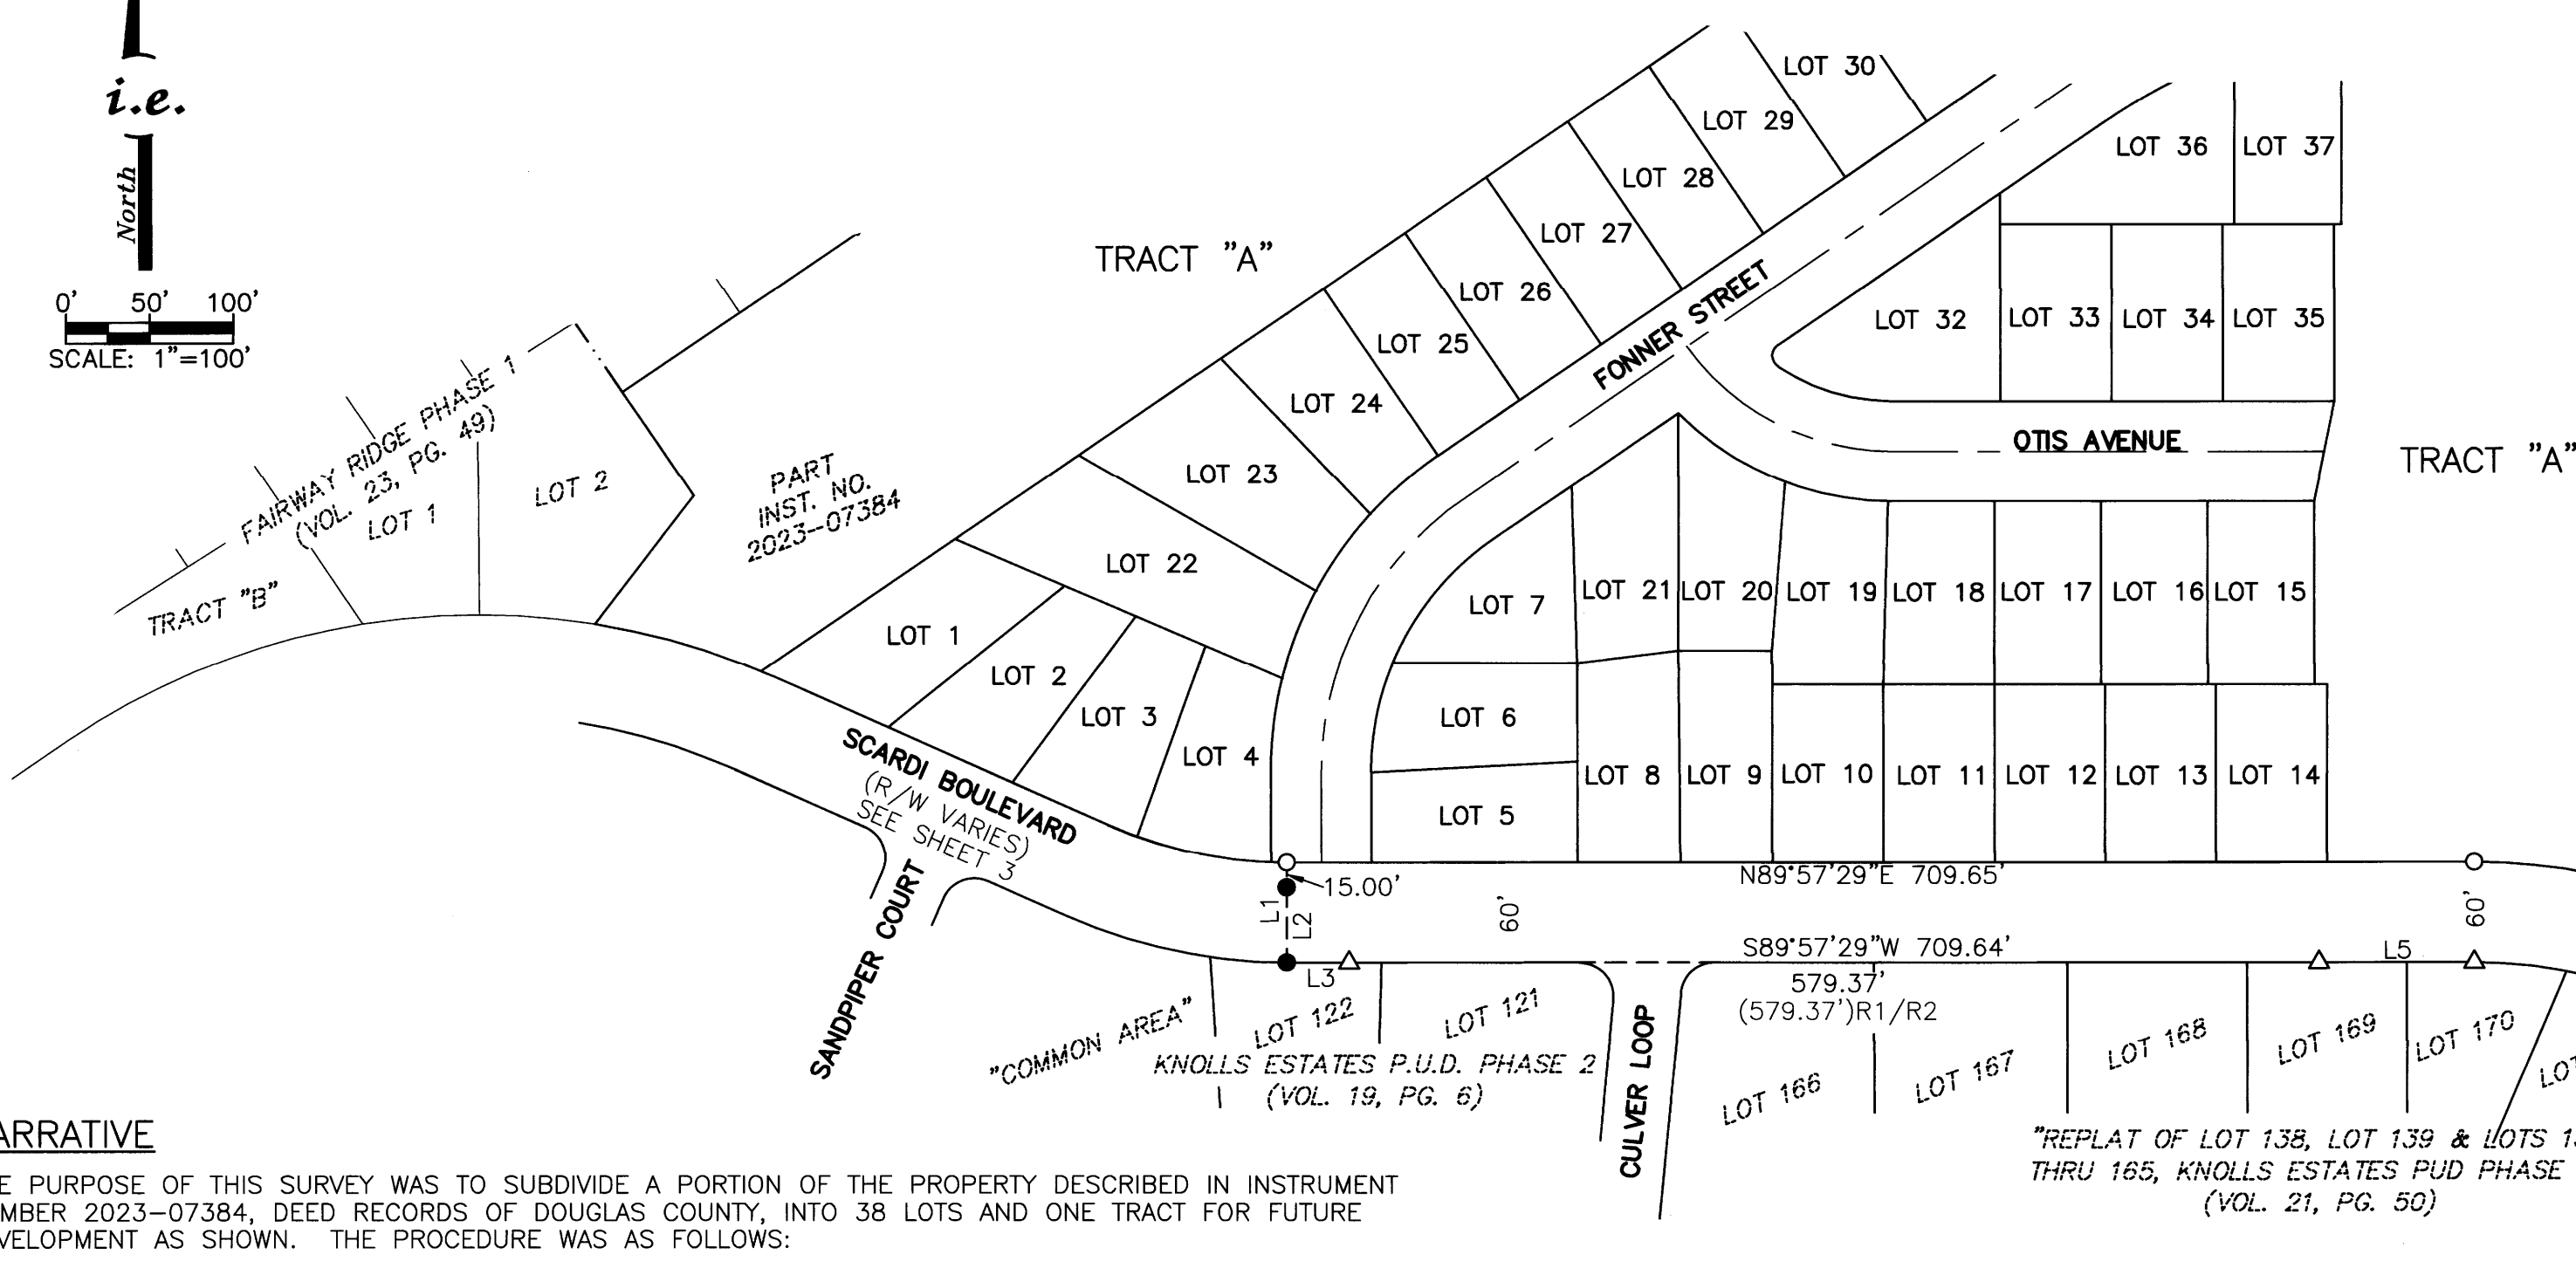 i.e.
North
0' 50' 100'
SCALE: 1"=100'
FAIRWAY RIDGE PHASE 1
(VOL. 23, PG. 49)
LOT 1
LOT 2
TRACT "B"
PART
INST. NO.
2023-07384
TRACT "A"
LOT 30
LOT 29
LOT 28
LOT 27
LOT 26
LOT 25
LOT 24
LOT 23
LOT 22
LOT 1
LOT 2
LOT 3
LOT 4
FONNER STREET
LOT 36
LOT 37
LOT 32
LOT 33
LOT 34
LOT 35
OTIS AVENUE
TRACT "A"
LOT 7
LOT 21
LOT 20
LOT 19
LOT 18
LOT 17
LOT 16
LOT 15
LOT 6
LOT 5
LOT 8
LOT 9
LOT 10
LOT 11
LOT 12
LOT 13
LOT 14
SCARDI BOULEVARD
(R/W VARIES)
SEE SHEET 3
SANDPIPER COURT
15.00'
L1
L2
L3
60'
N89°57'29"E 709.65'
S89°57'29"W 709.64'
579.37'
(579.37')R1/R2
L5
60'
"COMMON AREA"
LOT 122
LOT 121
KNOLLS ESTATES P.U.D. PHASE 2
(VOL. 19, PG. 6)
CULVER LOOP
LOT 166
LOT 167
LOT 168
LOT 169
LOT 170
LOT
"REPLAT OF LOT 138, LOT 139 & LOTS 1
THRU 165, KNOLLS ESTATES PUD PHASE
(VOL. 21, PG. 50)
ARRATIVE
E PURPOSE OF THIS SURVEY WAS TO SUBDIVIDE A PORTION OF THE PROPERTY DESCRIBED IN INSTRUMENT
MBER 2023-07384, DEED RECORDS OF DOUGLAS COUNTY, INTO 38 LOTS AND ONE TRACT FOR FUTURE
VELOPMENT AS SHOWN. THE PROCEDURE WAS AS FOLLOWS: